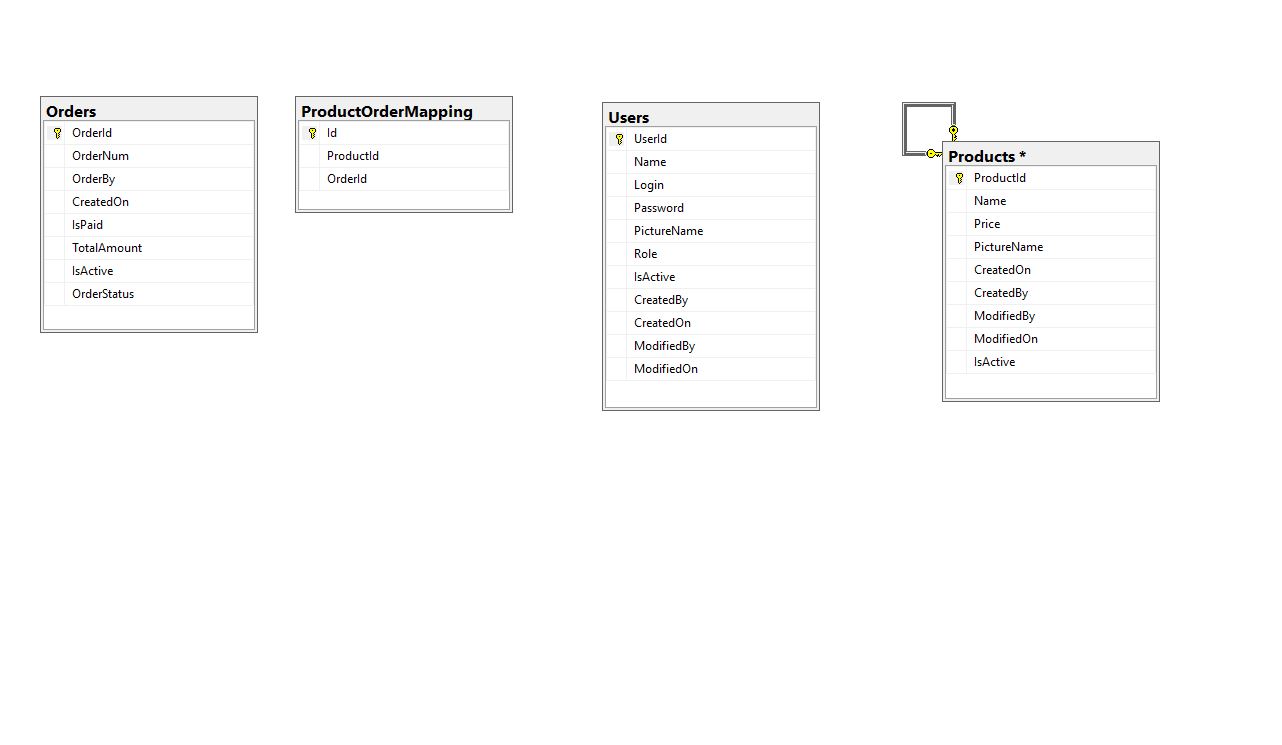 Orders
OrderId
OrderNum
OrderBy
CreatedOn
IsPaid
TotalAmount
IsActive
OrderStatus
ProductOrderMapping
Id
ProductId
OrderId
Users
UserId
Name
Login
Password
PictureName
Role
IsActive
CreatedBy
CreatedOn
ModifiedBy
ModifiedOn
Products *
ProductId
Name
Price
PictureName
CreatedOn
CreatedBy
ModifiedBy
ModifiedOn
IsActive